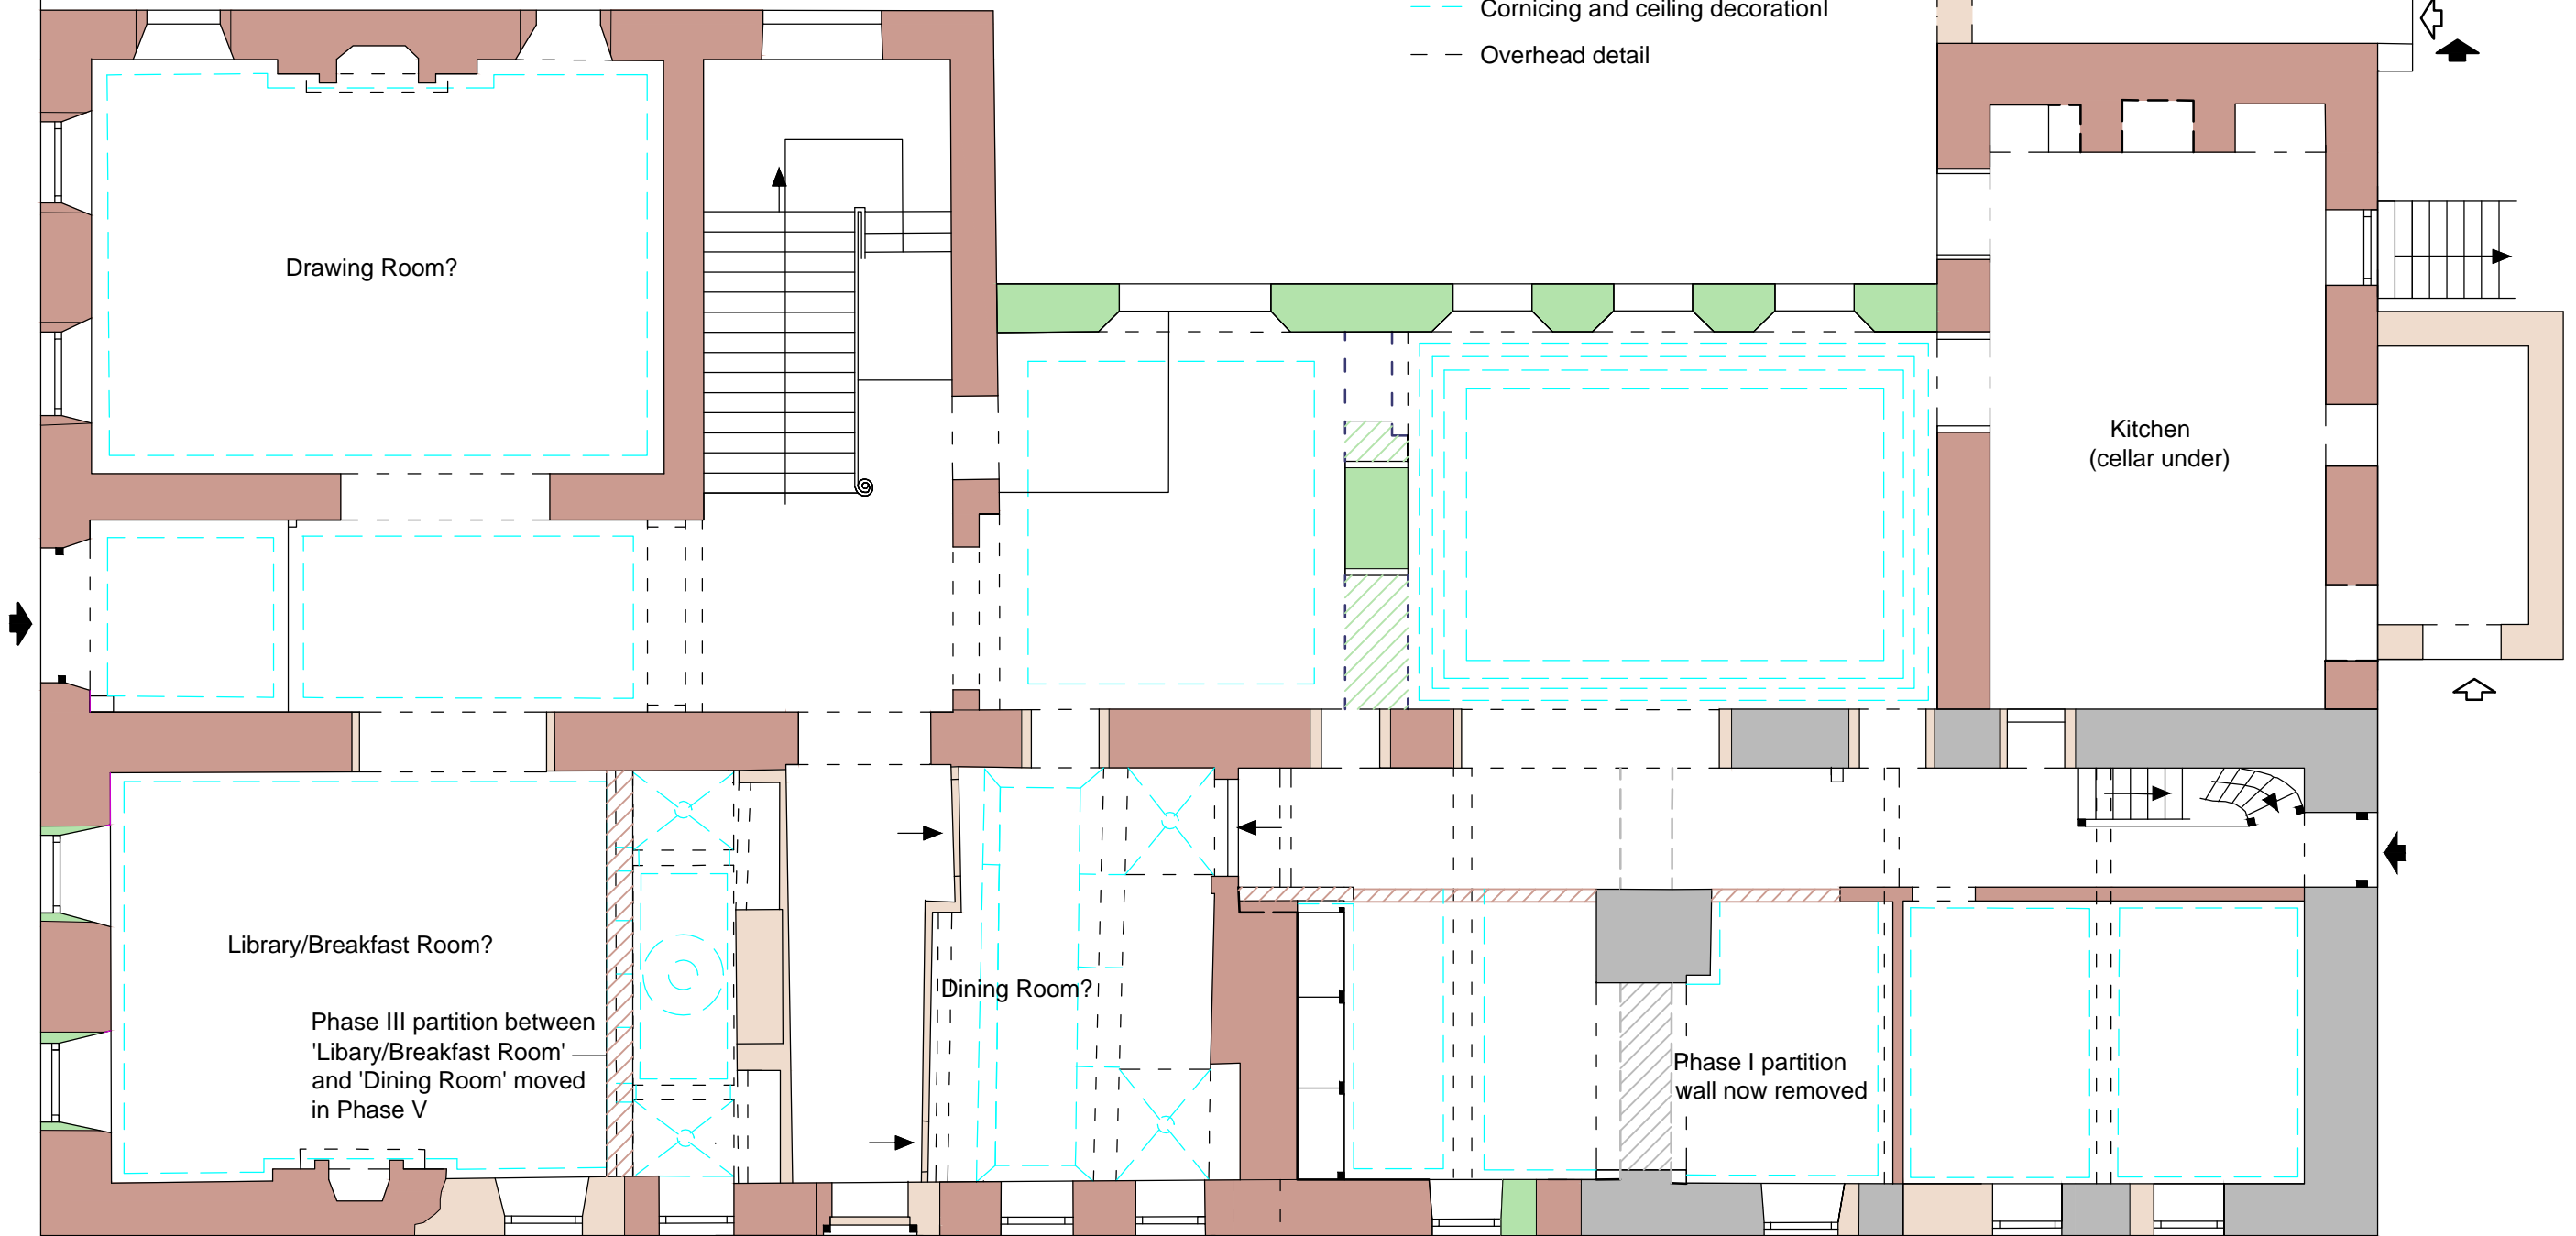 Cornicing and ceiling decorationl
Overhead detail
Drawing Room?
Kitchen
(cellar under)
Library/Breakfast Room?
Dining Room?
Phase III partition between
'Libary/Breakfast Room'
and 'Dining Room' moved
in Phase V
Phase I partition
wall now removed